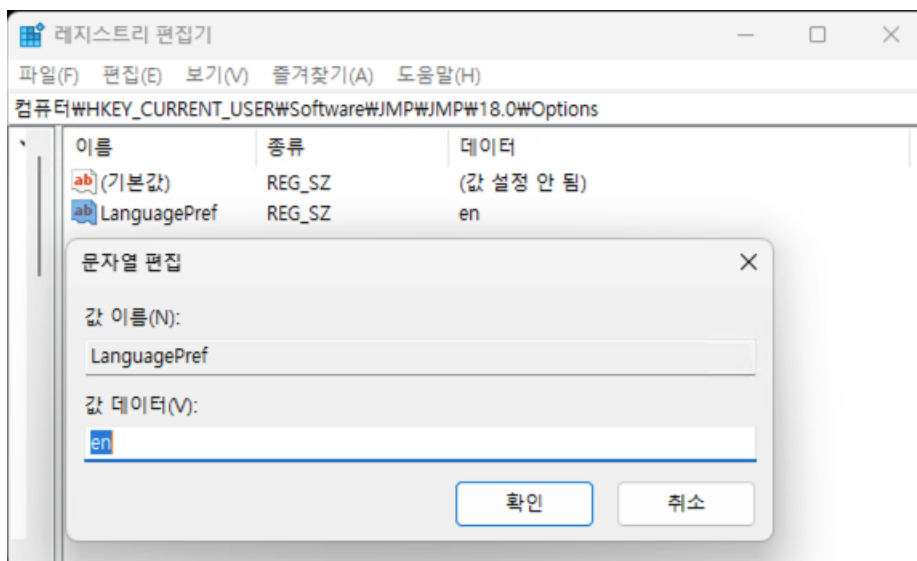 레지스트리 편집기
파일(F) 편집(E) 보기(V) 즐겨찾기(A) 도움말(H)
컴퓨터₩HKEY_CURRENT_USER₩Software₩JMP₩JMP₩18.0₩Options
이름 종류 데이터
ab (기본값) REG_SZ (값 설정 안 됨)
ab LanguagePref REG_SZ en
문자열 편집
값 이름(N):
LanguagePref
값 데이터(V):
en
확인 취소